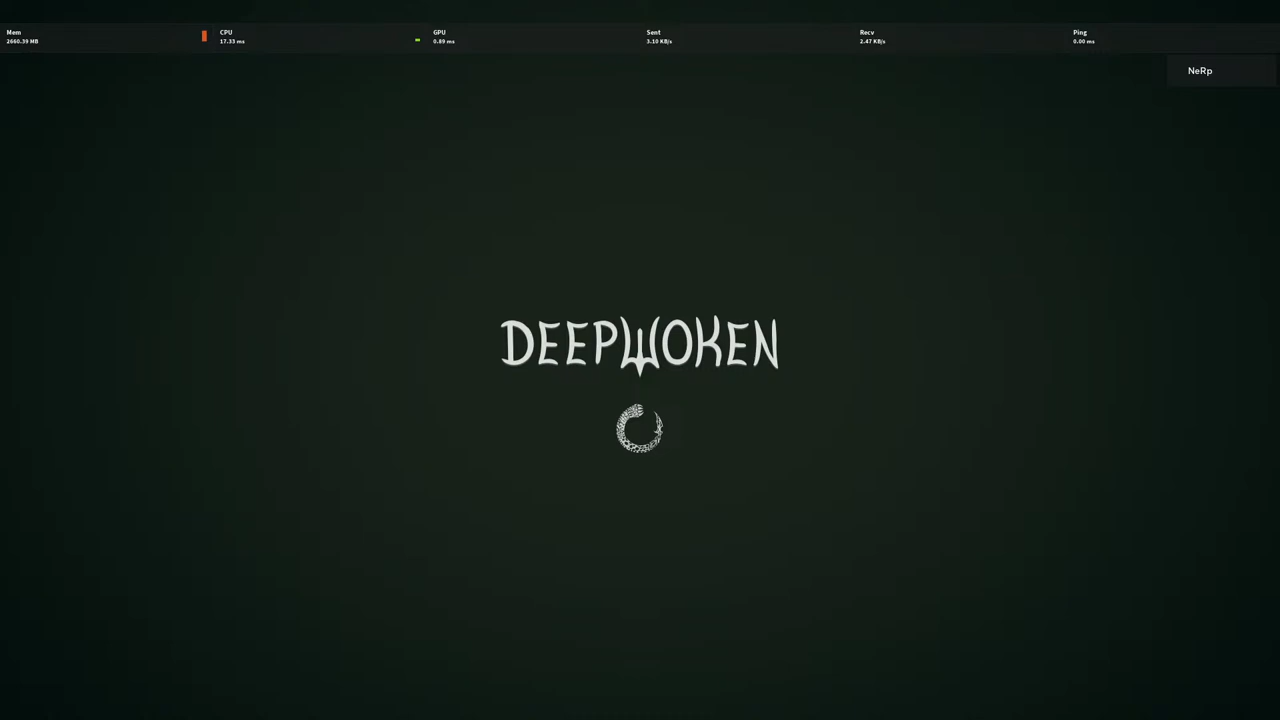 Mem CPU GPU Sent Recv Ping
2660.39 MB 17.33 ms 0.89 ms 3.10 KB/s 2.47 KB/s 0.00 ms
NeRp
DEEPWOKEN